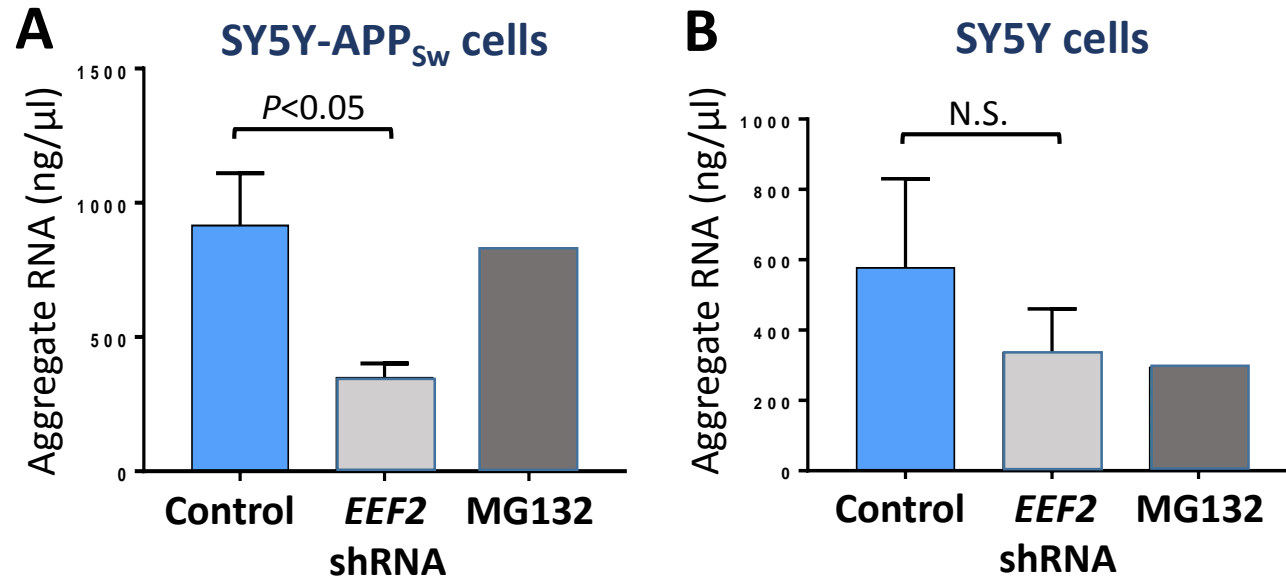 A
SY5Y-APPSw cells
Aggregate RNA (ng/µl)
1500
1000
500
0
P<0.05
Control
EEF2
shRNA
MG132
B
SY5Y cells
Aggregate RNA (ng/µl)
1000
800
600
400
200
0
N.S.
Control
EEF2
shRNA
MG132